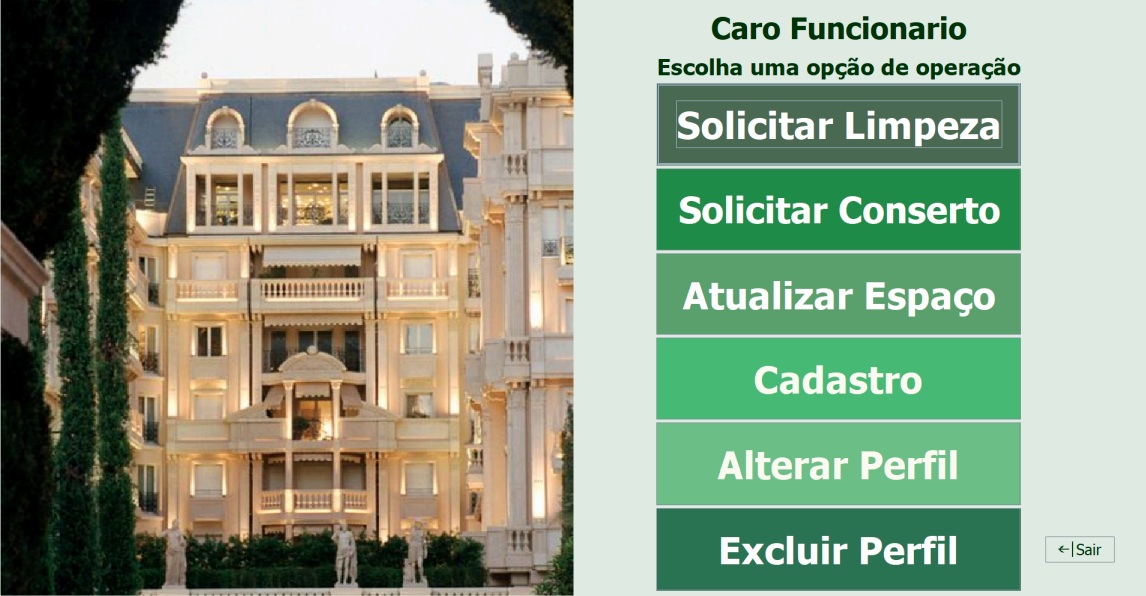 Caro Funcionario
Escolha uma opção de operação
Solicitar Limpeza
Solicitar Conserto
Atualizar Espaço
Cadastro
Alterar Perfil
Excluir Perfil
←|Sair